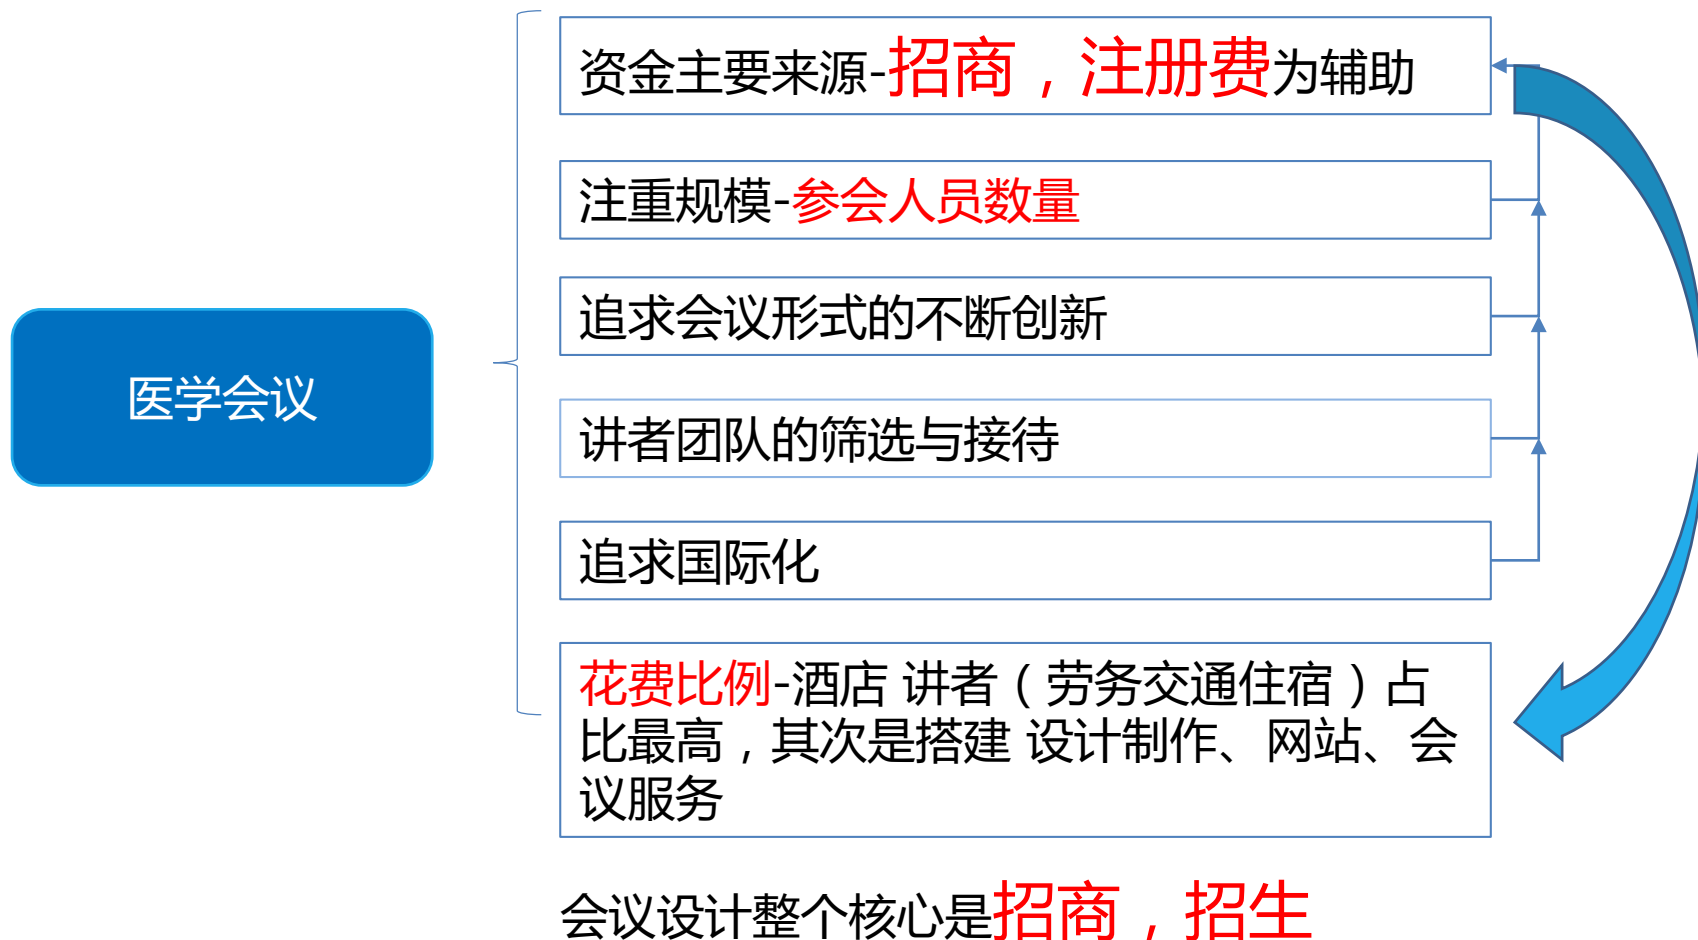 资金主要来源-招商，注册费为辅助
注重规模-参会人员数量
追求会议形式的不断创新
医学会议
讲者团队的筛选与接待
追求国际化
花费比例-酒店 讲者（劳务交通住宿）占
比最高，其次是搭建 设计制作、网站、会
议服务
会议设计整个核心是招商，招生